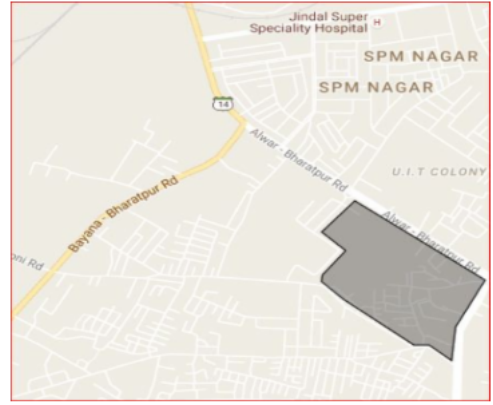 Jindal Super
Speciality Hospital
H
SPM NAGAR
SPM NAGAR
14
Alwar - Bharatpur Rd
U.I.T COLONY
Bayana - Bharatpur Rd
Alwar - Bharatpur Rd
oni Rd